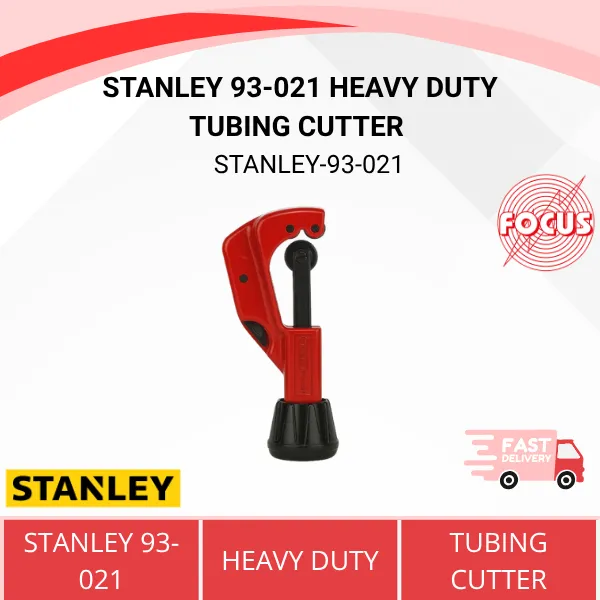 STANLEY 93-021 HEAVY DUTY
TUBING CUTTER
STANLEY-93-021
FOCUS
FAST
DELIVERY
STANLEY
STANLEY 93-
021
HEAVY DUTY
TUBING
CUTTER